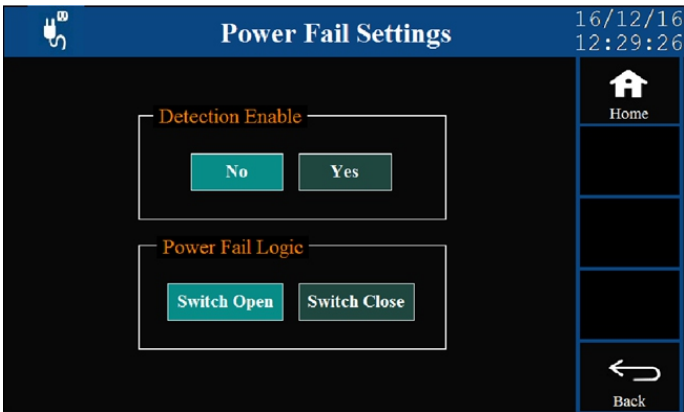 Power Fail Settings
16/12/16
12:29:26
Home
Detection Enable
No Yes
Power Fail Logic
Switch Open Switch Close
Back